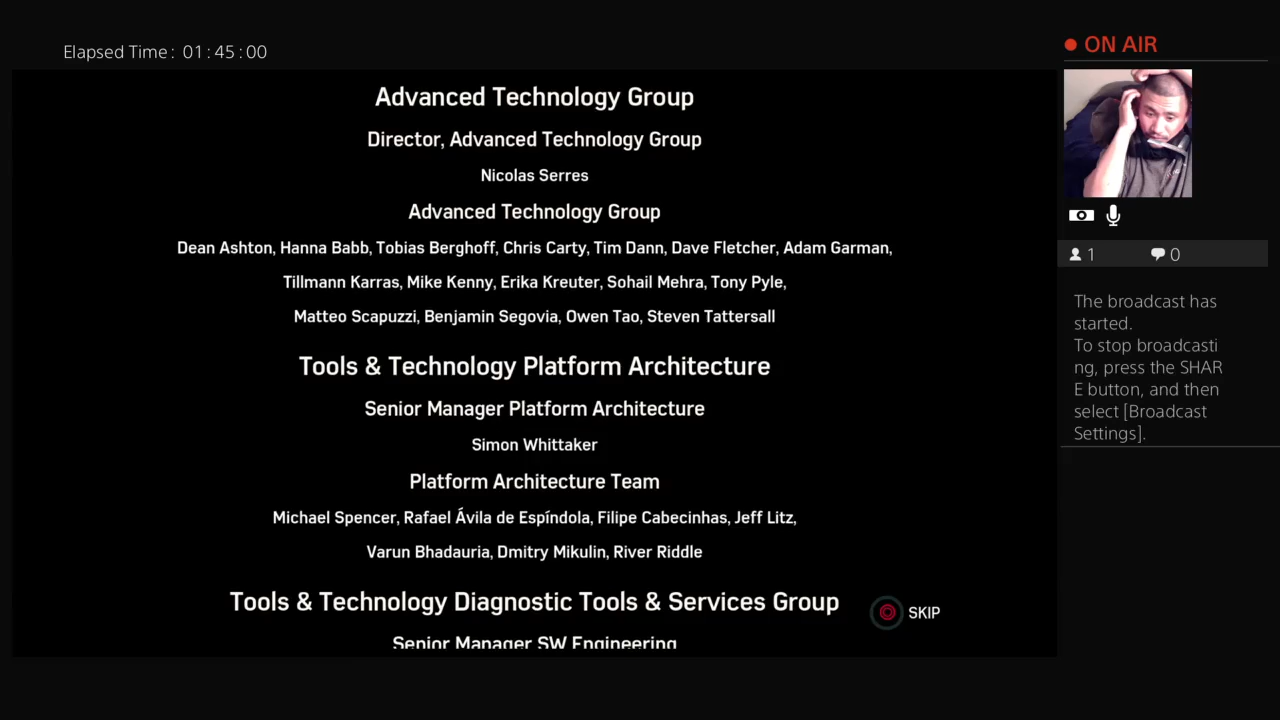 Elapsed Time: 01:45:00
ON AIR
Advanced Technology Group
Director, Advanced Technology Group
Nicolas Serres
Advanced Technology Group
Dean Ashton, Hanna Babb, Tobias Berghoff, Chris Carty, Tim Dann, Dave Fletcher, Adam Garman,
Tillmann Karras, Mike Kenny, Erika Kreuter, Sohail Mehra, Tony Pyle,
Matteo Scapuzzi, Benjamin Segovia, Owen Tao, Steven Tattersall
Tools & Technology Platform Architecture
Senior Manager Platform Architecture
Simon Whittaker
Platform Architecture Team
Michael Spencer, Rafael Ávila de Espíndola, Filipe Cabecinhas, Jeff Litz,
Varun Bhadauria, Dmitry Mikulin, River Riddle
Tools & Technology Diagnostic Tools & Services Group
Senior Manager SW Engineering
SKIP
1 0
The broadcast has
started.
To stop broadcasti
ng, press the SHAR
E button, and then
select [Broadcast
Settings].